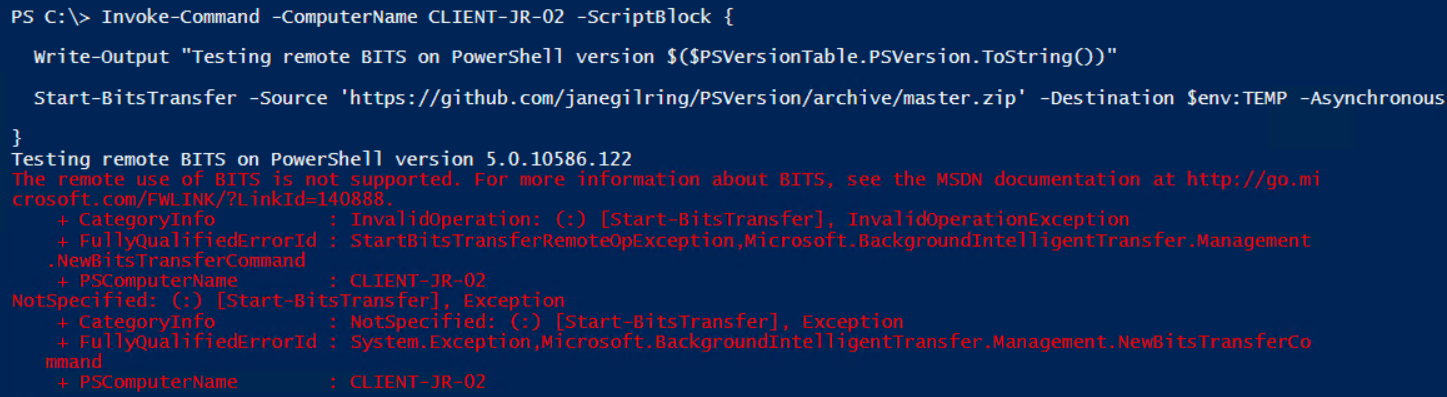 PS C:\> Invoke-Command -ComputerName CLIENT-JR-02 -ScriptBlock {
Write-Output "Testing remote BITS on PowerShell version $($PSVersionTable.PSVersion.ToString())"
Start-BitsTransfer -Source 'https://github.com/janegilring/PSVersion/archive/master.zip' -Destination $env:TEMP -Asynchronous
}
Testing remote BITS on PowerShell version 5.0.10586.122
The remote use of BITS is not supported. For more information about BITS, see the MSDN documentation at http://go.mi
crosoft.com/FWLINK/?LinkId=140888.
+ CategoryInfo : InvalidOperation: (:) [Start-BitsTransfer], InvalidOperationException
+ FullyQualifiedErrorId : StartBitsTransferRemoteOpException,Microsoft.BackgroundIntelligentTransfer.Management
.NewBitsTransferCommand
+ PSComputerName : CLIENT-JR-02
NotSpecified: (:) [Start-BitsTransfer], Exception
+ CategoryInfo : NotSpecified: (:) [Start-BitsTransfer], Exception
+ FullyQualifiedErrorId : System.Exception,Microsoft.BackgroundIntelligentTransfer.Management.NewBitsTransferCo
mmand
+ PSComputerName : CLIENT-JR-02